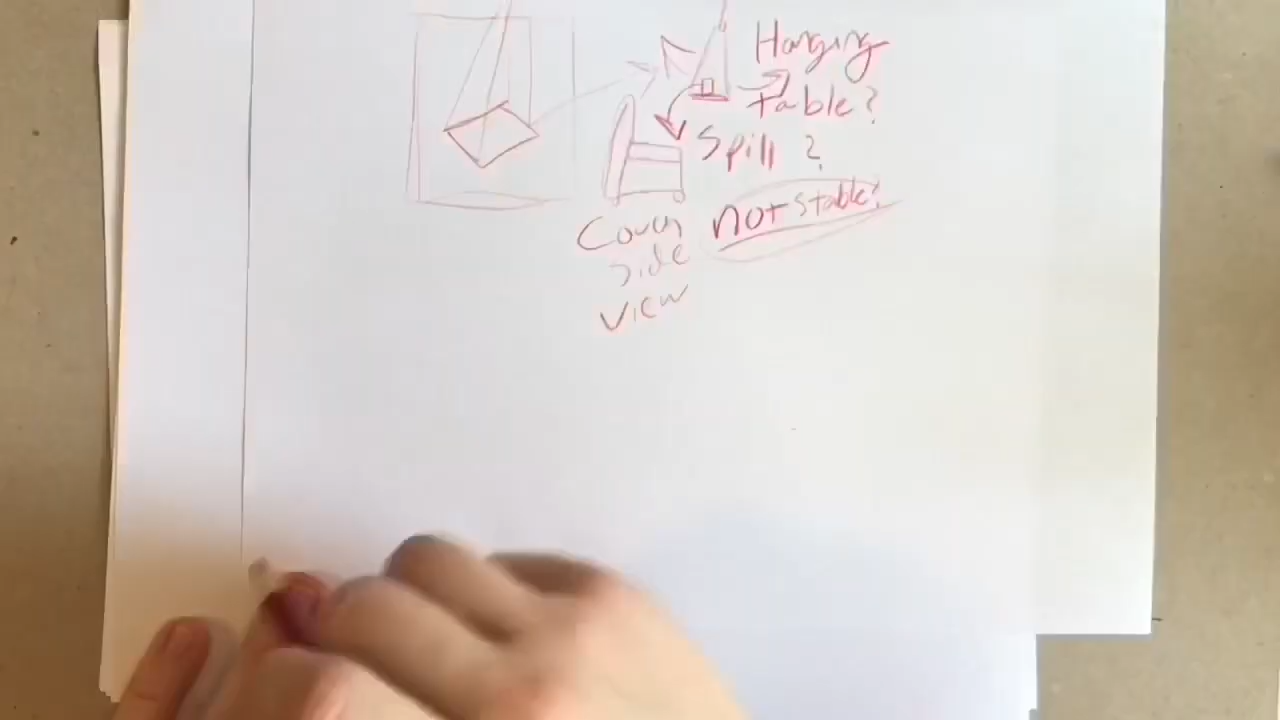 Hanging
table?
Spill ?
not stable?
Couch
side
view